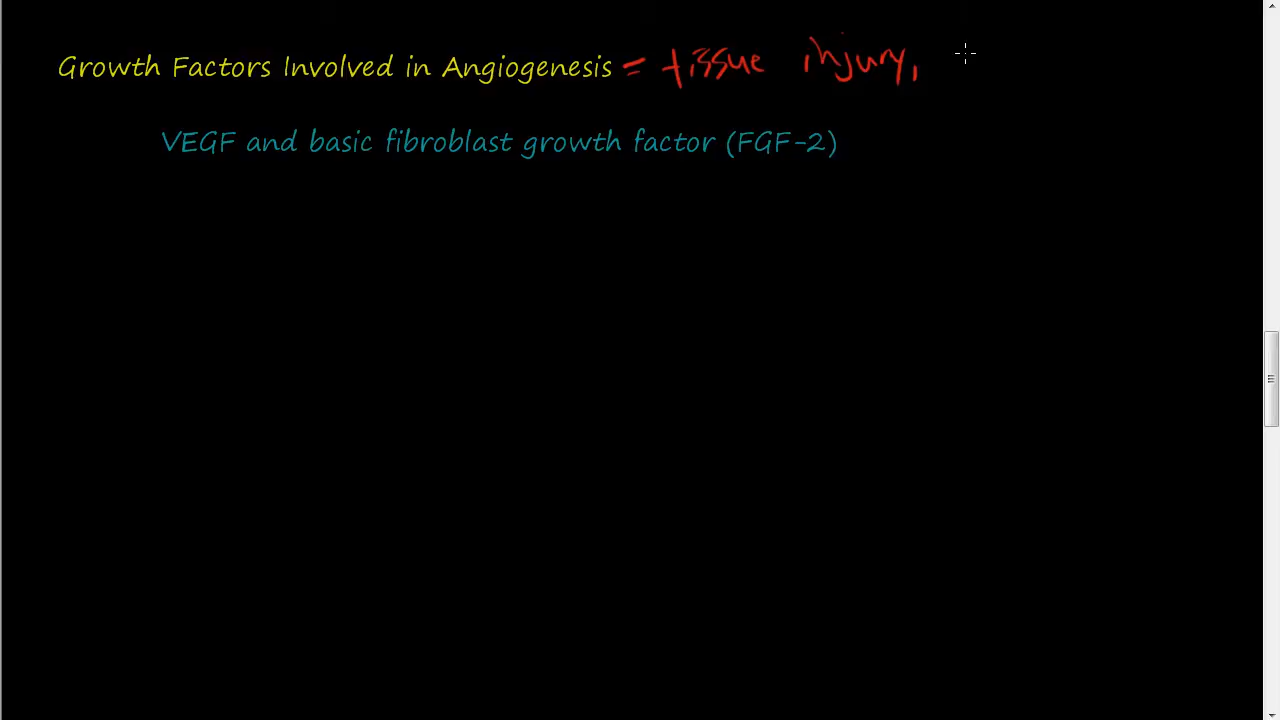 Growth Factors Involved in Angiogenesis = tissue injury,
VEGF and basic fibroblast growth factor (FGF-2)